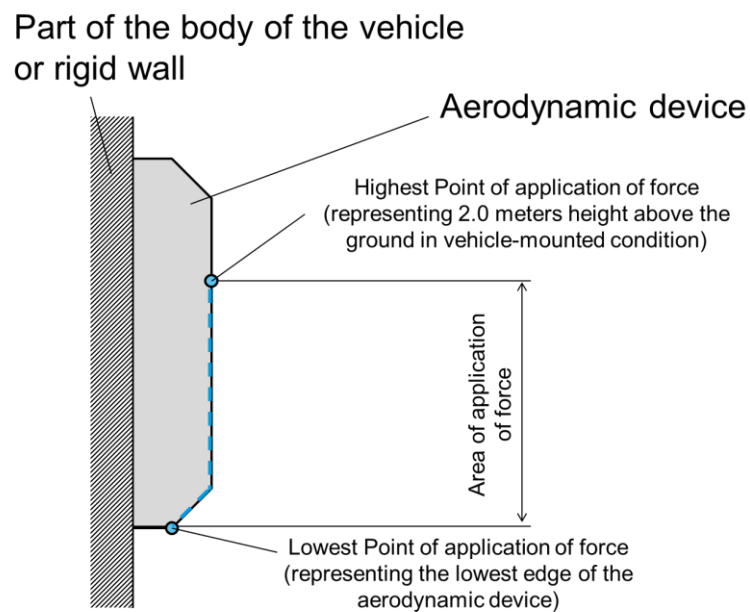 Part of the body of the vehicle
or rigid wall
Aerodynamic device
Highest Point of application of force
(representing 2.0 meters height above the
ground in vehicle-mounted condition)
Area of application
of force
Lowest Point of application of force
(representing the lowest edge of the
aerodynamic device)